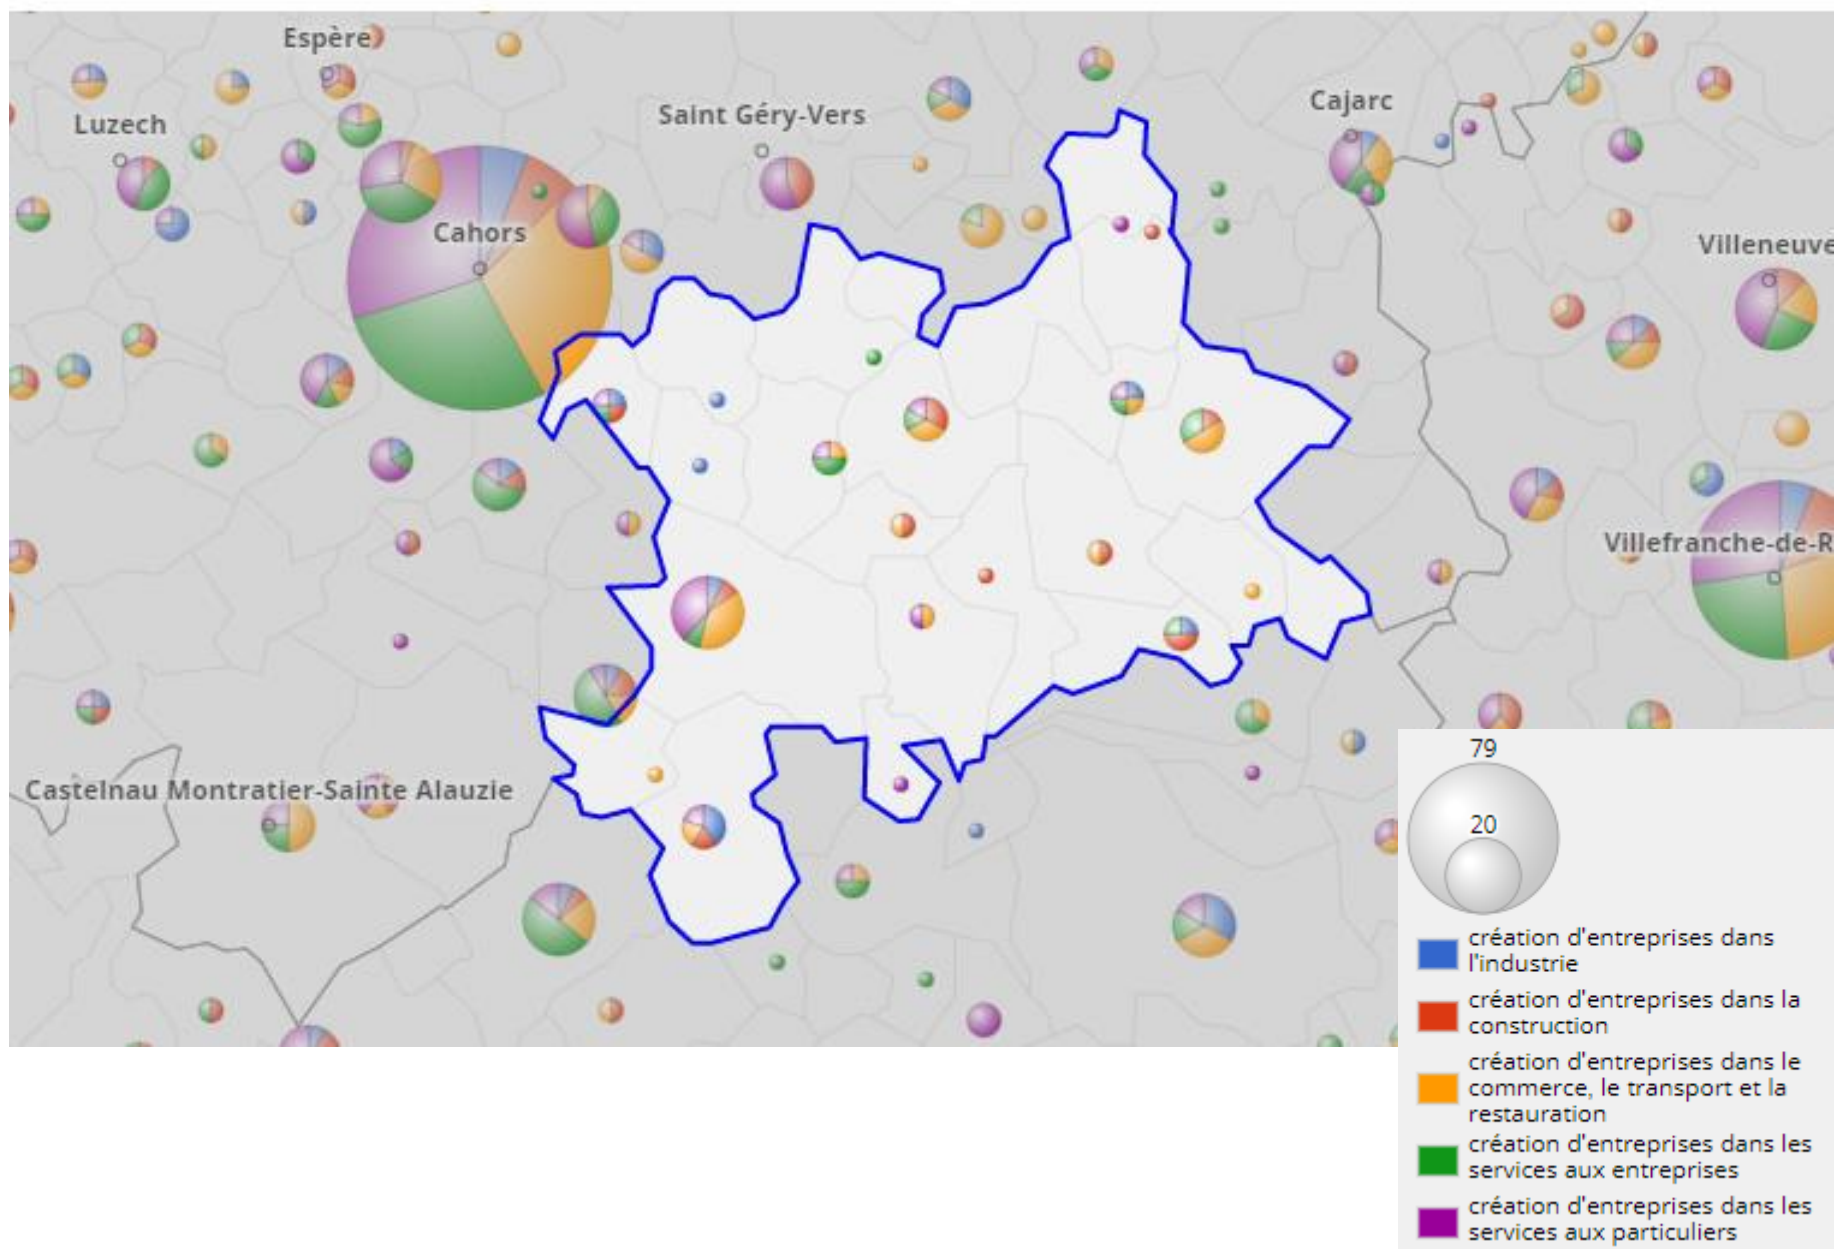 Espère
Luzech
Saint Géry-Vers
Cajarc
Cahors
Villeneuve
Villefranche-de-R
Castelnau Montratier-Sainte Alauzie
79
20
création d'entreprises dans
l'industrie
création d'entreprises dans la
construction
création d'entreprises dans le
commerce, le transport et la
restauration
création d'entreprises dans les
services aux entreprises
création d'entreprises dans les
services aux particuliers